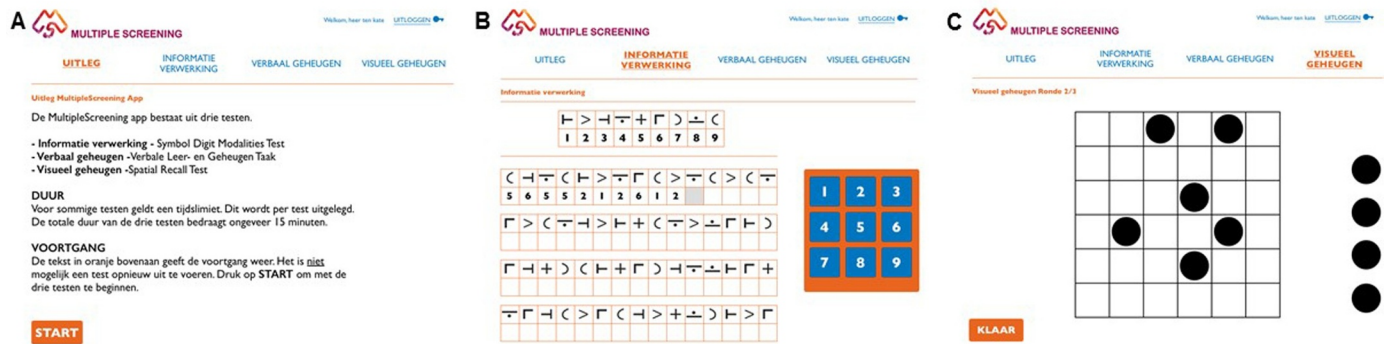 A
MS MULTIPLE SCREENING
Welkom, heer ten kate UITLOGGEN
UITLEG
INFORMATIE
VERWERKING
VERBAAL GEHEUGEN
VISUEEL GEHEUGEN
Uitleg MultipleScreening App
De MultipleScreening app bestaat uit drie testen.
- Informatie verwerking - Symbol Digit Modalities Test
- Verbaal geheugen -Verbale Leer- en Geheugen Taak
- Visueel geheugen -Spatial Recall Test
DUUR
Voor sommige testen geldt een tijdslimiet. Dit wordt per test uitgelegd.
De totale duur van de drie testen bedraagt ongeveer 15 minuten.
VOORTGANG
De tekst in oranje bovenaan geeft de voortgang weer. Het is niet
mogelijk een test opnieuw uit te voeren. Druk op START om met de
drie testen te beginnen.
START
B
MS MULTIPLE SCREENING
Welkom, heer ten kate UITLOGGEN
UITLEG
INFORMATIE
VERWERKING
VERBAAL GEHEUGEN
VISUEEL GEHEUGEN
Informatie verwerking
1 2 3 4 5 6 7 8 9
5 6 5 5 2 1 2 6 1 2
1 2 3
4 5 6
7 8 9
C
MS MULTIPLE SCREENING
Welkom, heer ten kate UITLOGGEN
UITLEG
INFORMATIE
VERWERKING
VERBAAL GEHEUGEN
VISUEEL
GEHEUGEN
Visueel geheugen Ronde 2/3
KLAAR